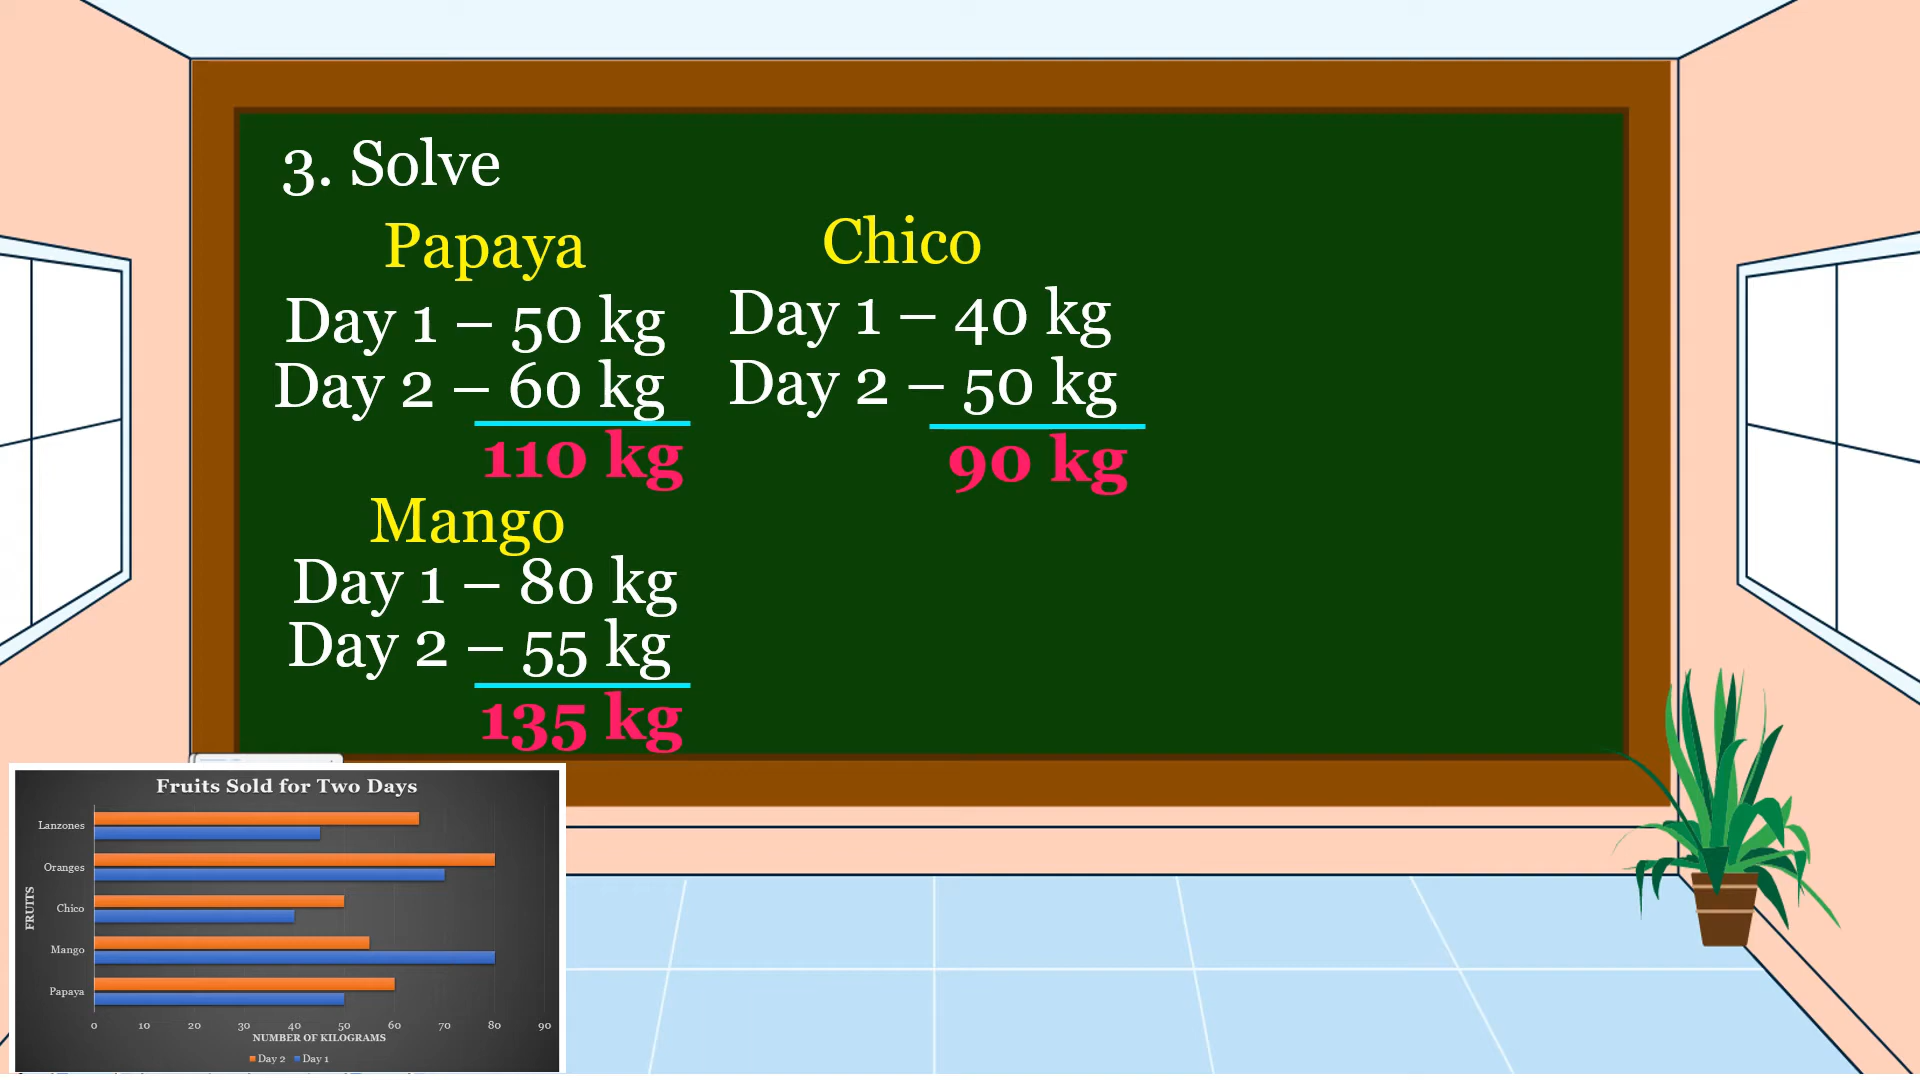 3. Solve
Papaya
Day 1 – 50 kg
Day 2 – 60 kg
110 kg
Mango
Day 1 – 80 kg
Day 2 – 55 kg
135 kg
Chico
Day 1 – 40 kg
Day 2 – 50 kg
90 kg
Fruits Sold for Two Days
FRUITS
Lanzones
Oranges
Chico
Mango
Papaya
0 10 20 30 40 50 60 70 80 90
NUMBER OF KILOGRAMS
Day 2 Day 1